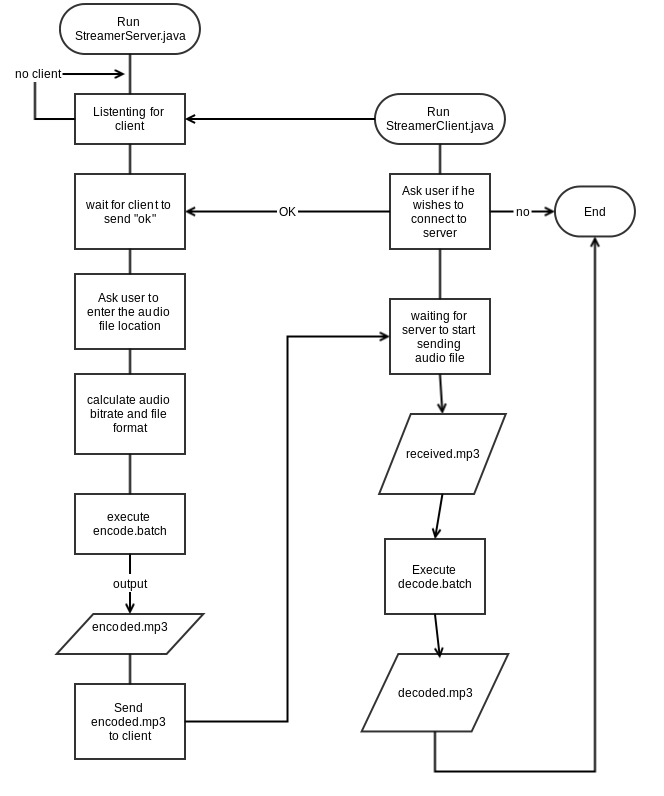 Run
StreamerServer.java
no client
Listenting for
client
Run
StreamerClient.java
wait for client to
send "ok"
OK
Ask user if he
wishes to
connect to
server
no
End
Ask user to
enter the audio
file location
waiting for
server to start
sending
audio file
calculate audio
bitrate and file
format
received.mp3
execute
encode.batch
Execute
decode.batch
output
encoded.mp3
Send
encoded.mp3
to client
decoded.mp3